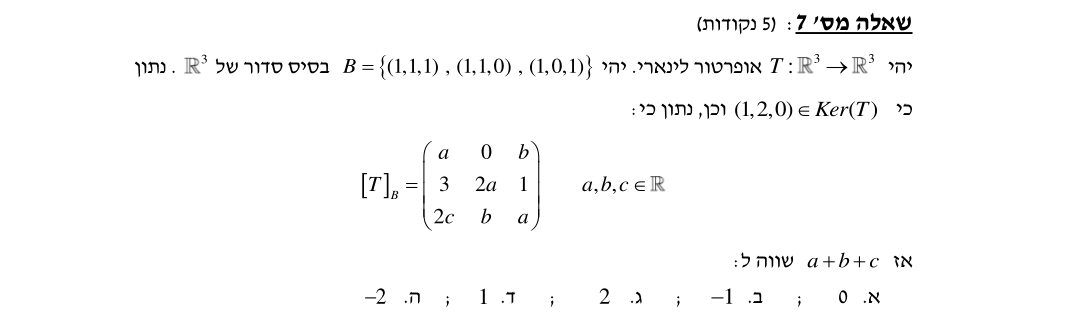 שאלה מס' 7 : (5 נקודות)
יהי T : ℝ³ → ℝ³ אופרטור לינארי. יהי B = {(1,1,1) , (1,1,0) , (1,0,1)} בסיס סדור של ℝ³ . נתון
כי (1,2,0) ∈ Ker(T) וכן, נתון כי:
[T]_B = ( a 0 b
3 2a 1
2c b a ) a,b,c ∈ ℝ
אז a+b+c שווה ל:
א. 0 ; ב. −1 ; ג. 2 ; ד. 1 ; ה. −2